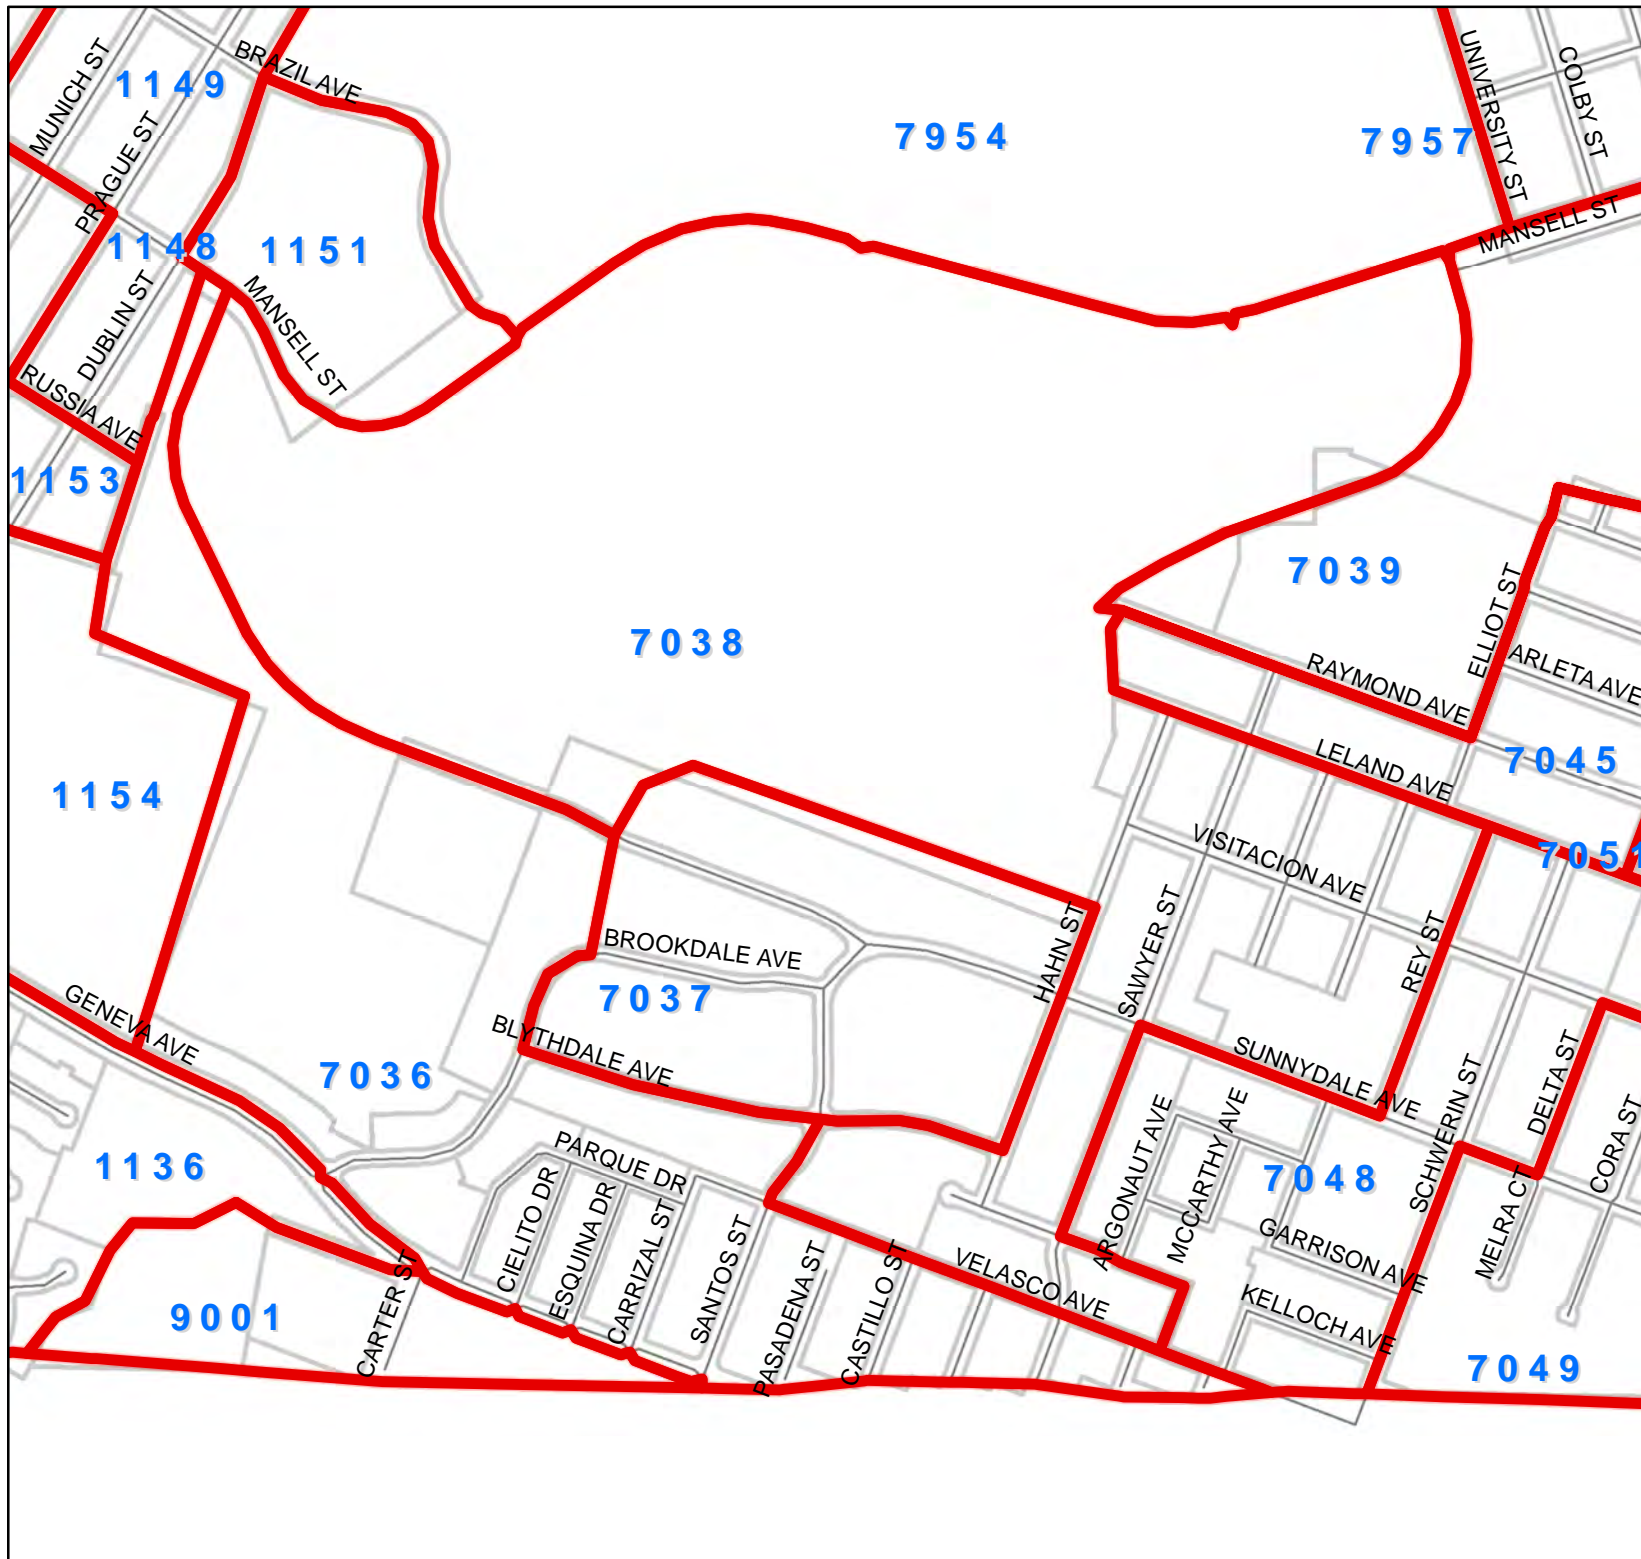 MUNICH ST
1149
BRAZIL AVE
PRAGUE ST
7954
7957
UNIVERSITY ST
COLBY ST
MANSELL ST
1148
1151
DUBLIN ST
MANSELL ST
RUSSIA AVE
1153
7038
7039
ELLIOT ST
ARLETA AVE
RAYMOND AVE
LELAND AVE
7045
1154
VISITACION AVE
7051
SAWYER ST
HAHN ST
REY ST
BROOKDALE AVE
7037
GENEVA AVE
BLYTHDALE AVE
7036
SUNNYDALE AVE
SCHWERIN ST
DELTA ST
CORA ST
1136
PARQUE DR
ARGONAUT AVE
MCCARTHY AVE
7048
MELRA CT
CIELITO DR
ESQUINA DR
CARRIZAL ST
SANTOS ST
PASADENA ST
CASTILLO ST
VELASCO AVE
GARRISON AVE
KELLOCH AVE
9001
CARTER ST
7049